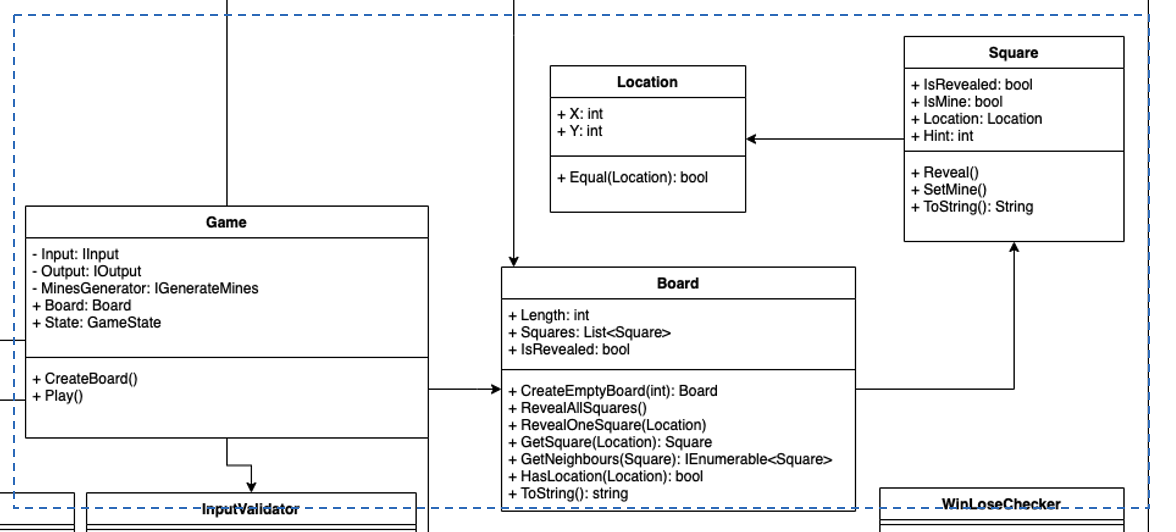 Square
+ IsRevealed: bool
+ IsMine: bool
+ Location: Location
+ Hint: int
+ Reveal()
+ SetMine()
+ ToString(): String
Location
+ X: int
+ Y: int
+ Equal(Location): bool
Game
- Input: IInput
- Output: IOutput
- MinesGenerator: IGenerateMines
+ Board: Board
+ State: GameState
+ CreateBoard()
+ Play()
Board
+ Length: int
+ Squares: List<Square>
+ IsRevealed: bool
+ CreateEmptyBoard(int): Board
+ RevealAllSquares()
+ RevealOneSquare(Location)
+ GetSquare(Location): Square
+ GetNeighbours(Square): IEnumerable<Square>
+ HasLocation(Location): bool
+ ToString(): string
InputValidator
WinLoseChecker